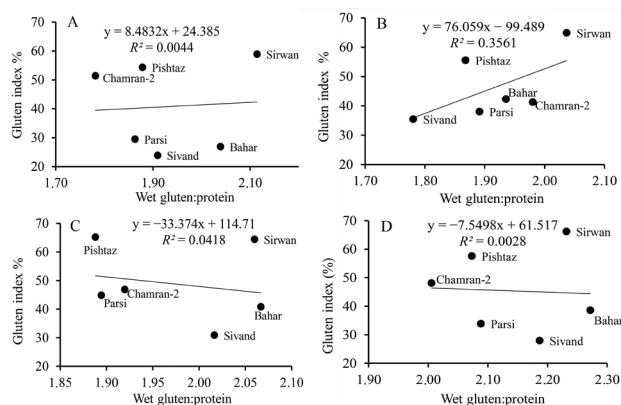 A
y = 8.4832x + 24.385
R² = 0.0044
Gluten index %
70
60
50
40
30
20
Chamran-2
Pishtaz
Sirwan
Parsi
Sivand
Bahar
1.70
1.90
2.10
Wet gluten:protein
B
y = 76.059x − 99.489
R² = 0.3561
Gluten index %
70
60
50
40
30
20
Sirwan
Pishtaz
Bahar
Chamran-2
Parsi
Sivand
1.70
1.80
1.90
2.00
2.10
Wet gluten:protein
C
y = −33.374x + 114.71
R² = 0.0418
Gluten index %
70
60
50
40
30
20
Pishtaz
Sirwan
Chamran-2
Parsi
Bahar
Sivand
1.85
1.90
1.95
2.00
2.05
2.10
Wet gluten:protein
D
y = −7.5498x + 61.517
R² = 0.0028
Gluten index (%)
70
60
50
40
30
20
Sirwan
Pishtaz
Chamran-2
Parsi
Bahar
Sivand
1.90
2.00
2.10
2.20
2.30
Wet gluten:protein